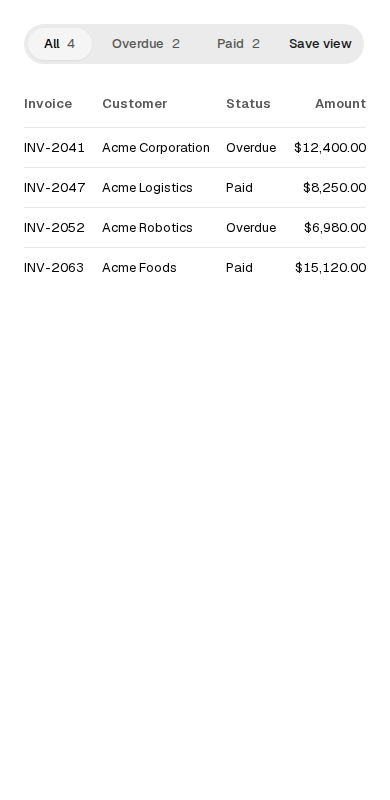 All 4 Overdue 2 Paid 2 Save view
Invoice Customer Status Amount
INV-2041 Acme Corporation Overdue $12,400.00
INV-2047 Acme Logistics Paid $8,250.00
INV-2052 Acme Robotics Overdue $6,980.00
INV-2063 Acme Foods Paid $15,120.00